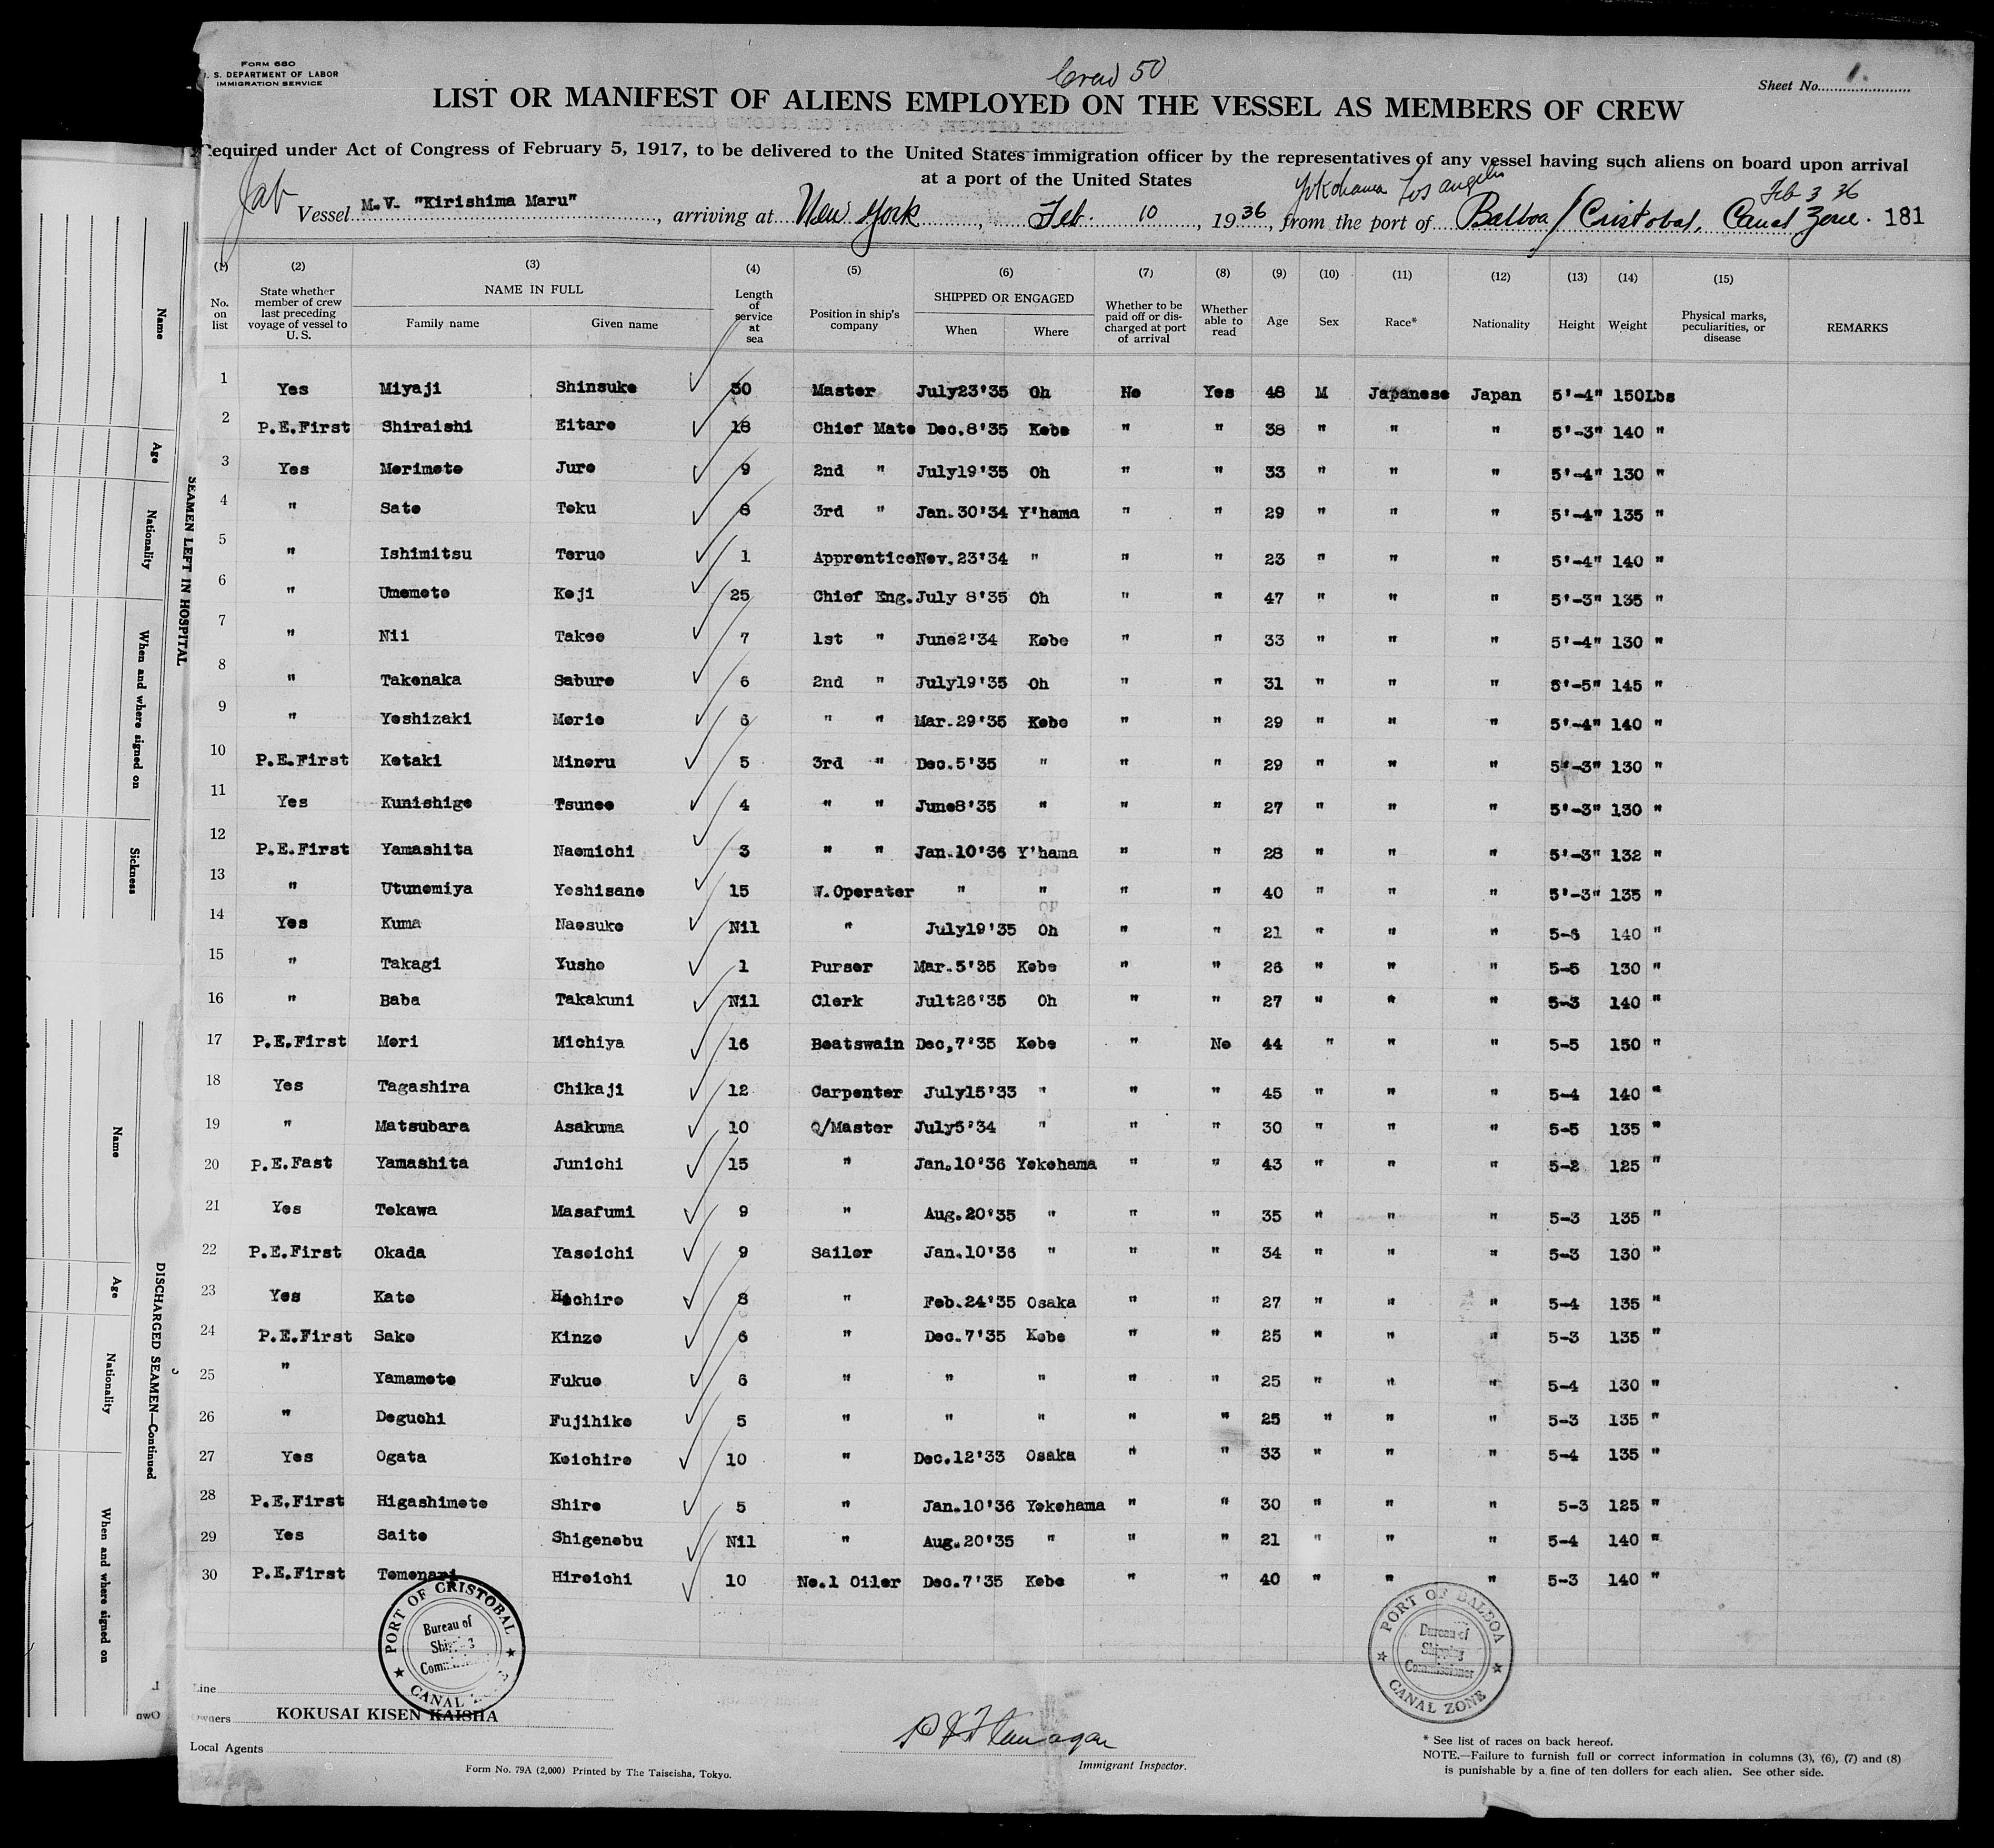 FORM 680
U. S. DEPARTMENT OF LABOR
IMMIGRATION SERVICE
Crew 50
Sheet No. 1.
LIST OR MANIFEST OF ALIENS EMPLOYED ON THE VESSEL AS MEMBERS OF CREW
Required under Act of Congress of February 5, 1917, to be delivered to the United States immigration officer by the representatives of any vessel having such aliens on board upon arrival
at a port of the United States
Yokohama Los angeles Feb 3 36
Jab Vessel M.V. "Kirishima Maru", arriving at New York, Feb. 10, 1936, from the port of Balboa/Cristobal, Canal Zone. 181
(1) (2) (3) (4) (5) (6) (7) (8) (9) (10) (11) (12) (13) (14) (15)
No. on list State whether member of crew last preceding voyage of vessel to U. S. NAME IN FULL Family name Given name Length of service at sea Position in ship's company SHIPPED OR ENGAGED When Where Whether to be paid off or discharged at port of arrival Whether able to read Age Sex Race* Nationality Height Weight Physical marks, peculiarities, or disease REMARKS
1 Yes Miyaji Shinsuke 30 Master July23'35 Oh No Yes 48 M Japanese Japan 5'-4" 150Lbs
2 P.E.First Shiraishi Eitaro 18 Chief Mate Dec.8'35 Kobe " " 38 " " " 5'-3" 140 "
3 Yes Morimoto Juro 9 2nd " July19'35 Oh " " 33 " " " 5'-4" 130 "
4 " Sato Toku 8 3rd " Jan.30'34 Y'hama " " 29 " " " 5'-4" 135 "
5 " Ishimitsu Teruo 1 Apprentice Nov.23'34 " " " 23 " " " 5'-4" 140 "
6 " Umemoto Koji 25 Chief Eng. July 8'35 Oh " " 47 " " " 5'-3" 135 "
7 " Nii Takeo 7 1st " June2'34 Kobe " " 33 " " " 5'-4" 130 "
8 " Takenaka Saburo 6 2nd " July19'35 Oh " " 31 " " " 5'-5" 145 "
9 " Yoshizaki Morio 6 " " Mar.29'35 Kobe " " 29 " " " 5'-4" 140 "
10 P.E.First Kotaki Minoru 5 3rd " Dec.5'35 " " " 29 " " " 5'-3" 130 "
11 Yes Kunishige Tsuneo 4 " " June8'35 " " " 27 " " " 5'-3" 130 "
12 P.E.First Yamashita Naomichi 3 " " Jan.10'36 Y'hama " " 28 " " " 5'-3" 132 "
13 " Utunomiya Yoshisane 15 W.Operator " " " " 40 " " " 5'-3" 135 "
14 Yes Kuma Naosuke Nil " July19'35 Oh " " 21 " " " 5-6 140 "
15 " Takagi Yusho 1 Purser Mar.5'35 Kobe " " 26 " " " 5-5 130 "
16 " Baba Takakuni Nil Clerk Jult26'35 Oh " " 27 " " " 5-3 140 "
17 P.E.First Mori Michiya 16 Boatswain Dec,7'35 Kobe " No 44 " " " 5-5 150 "
18 Yes Tagashira Chikaji 12 Carpenter July15'33 " " " 45 " " " 5-4 140 "
19 " Matsubara Asakuma 10 Q/Master July5'34 " " " 30 " " " 5-5 135 "
20 P.E.Fast Yamashita Junichi 15 " Jan.10'36 Yokohama " " 43 " " " 5-2 125 "
21 Yes Tokawa Masafumi 9 " Aug.20'35 " " " 35 " " " 5-3 135 "
22 P.E.First Okada Yasoichi 9 Sailor Jan.10'36 " " " 34 " " " 5-3 130 "
23 Yes Kato Hachiro 8 " Feb.24'35 Osaka " " 27 " " " 5-4 135 "
24 P.E.First Sako Kinzo 6 " Dec.7'35 Kobe " " 25 " " " 5-3 135 "
25 " Yamamoto Fukuo 6 " " " " " 25 " " " 5-4 130 "
26 " Deguchi Fujihiko 5 " " " " " 25 " " " 5-3 135 "
27 Yes Ogata Koichiro 10 " Dec.12'33 Osaka " " 33 " " " 5-4 135 "
28 P.E.First Higashimoto Shiro 5 " Jan.10'36 Yokohama " " 30 " " " 5-3 125 "
29 Yes Saito Shigenobu Nil " Aug.20'35 " " " 21 " " " 5-4 140 "
30 P.E.First Tomonari Hiroichi 10 No.1 Oiler Dec.7'35 Kobe " " 40 " " " 5-3 140 "
PORT OF CRISTOBAL Bureau of Shipping Commissioner CANAL ZONE
PORT OF BALBOA Bureau of Shipping Commissioner CANAL ZONE
Line
Owners KOKUSAI KISEN KAISHA
Local Agents
Form No. 79A (2,000) Printed by The Taiseisha, Tokyo.
P J Flanagan
Immigrant Inspector.
* See list of races on back hereof.
NOTE.—Failure to furnish full or correct information in columns (3), (6), (7) and (8)
is punishable by a fine of ten dollars for each alien. See other side.
SEAMEN LEFT IN HOSPITAL
Name Age Nationality When and where signed on Sickness
DISCHARGED SEAMEN—Continued
Name Age Nationality When and where signed on